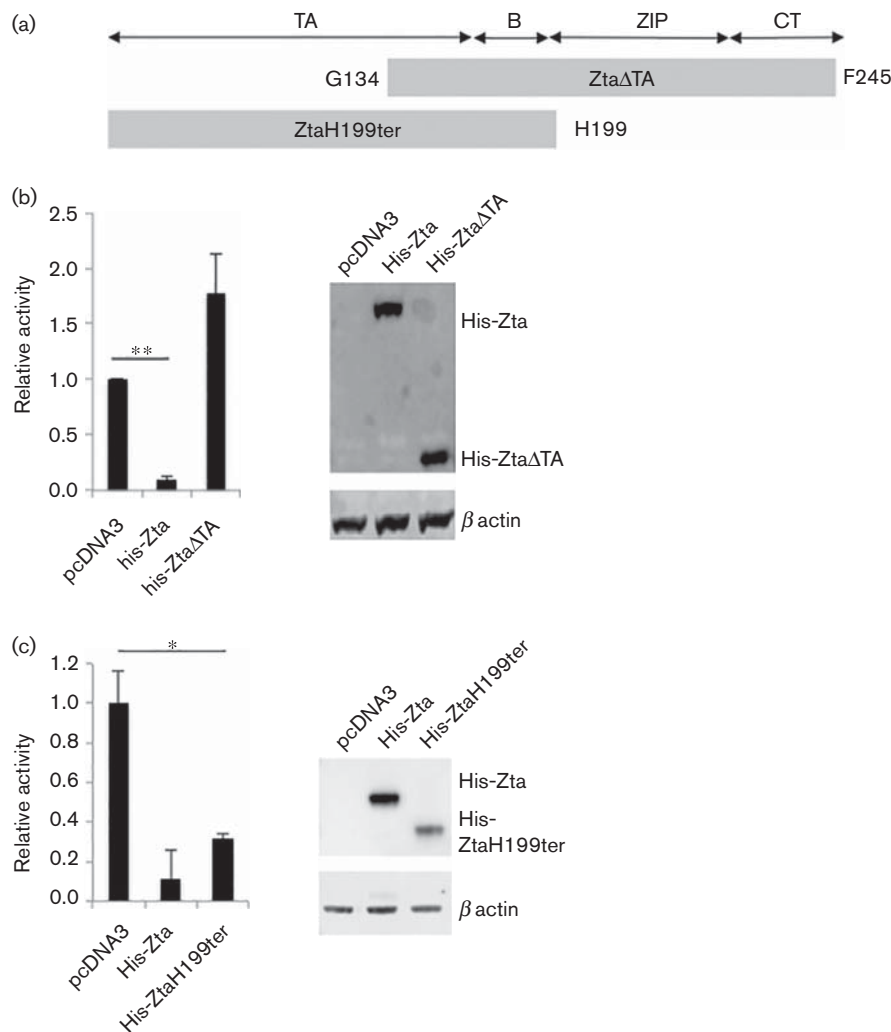 (a)
TA B ZIP CT
G134 ZtaΔTA F245
ZtaH199ter H199
(b)
Relative activity
2.5
2.0
1.5
1.0
0.5
0.0
**
pcDNA3
his-Zta
his-ZtaΔTA
pcDNA3
His-Zta
His-ZtaΔTA
His-Zta
His-ZtaΔTA
β actin
(c)
Relative activity
1.2
1.0
0.8
0.6
0.4
0.2
0.0
*
pcDNA3
His-Zta
His-ZtaH199ter
pcDNA3
His-Zta
His-ZtaH199ter
His-Zta
His-
ZtaH199ter
β actin